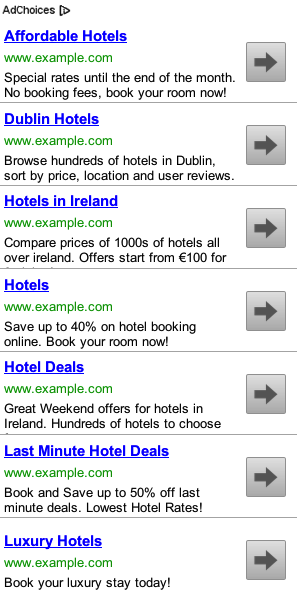 AdChoices
Affordable Hotels
www.example.com
Special rates until the end of the month.
No booking fees, book your room now!
Dublin Hotels
www.example.com
Browse hundreds of hotels in Dublin,
sort by price, location and user reviews.
Hotels in Ireland
www.example.com
Compare prices of 1000s of hotels all
over ireland. Offers start from €100 for
Hotels
www.example.com
Save up to 40% on hotel booking
online. Book your room now!
Hotel Deals
www.example.com
Great Weekend offers for hotels in
Ireland. Hundreds of hotels to choose
Last Minute Hotel Deals
www.example.com
Book and Save up to 50% off last
minute deals. Lowest Hotel Rates!
Luxury Hotels
www.example.com
Book your luxury stay today!